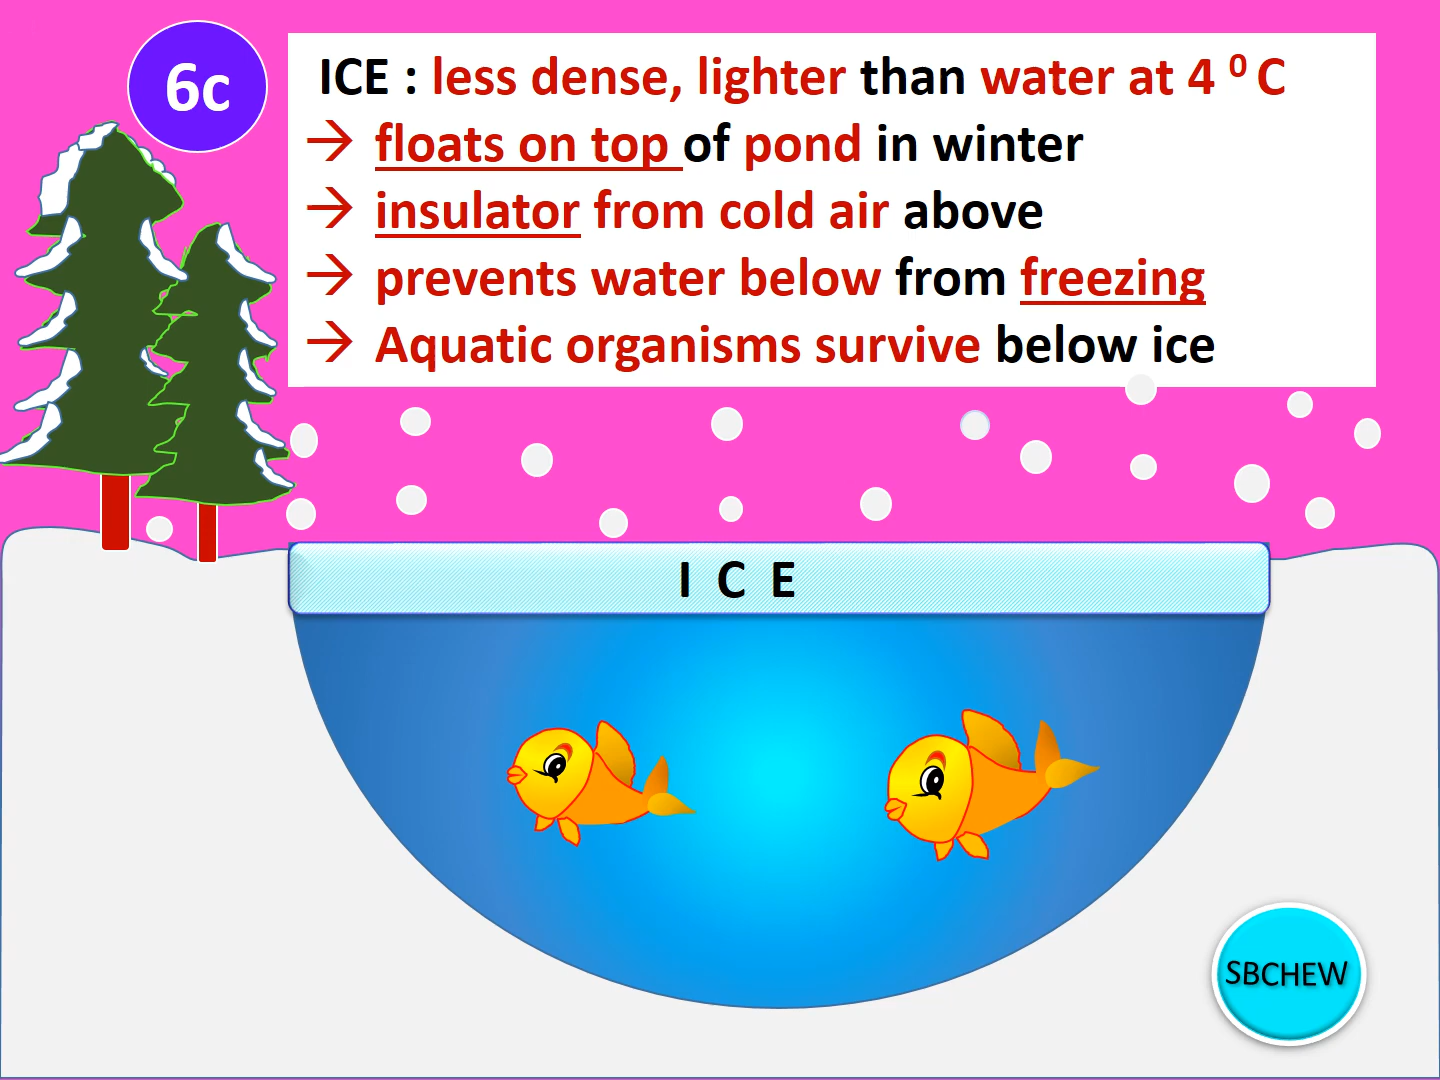 6c
ICE : less dense, lighter than water at 4 ⁰ C
→ floats on top of pond in winter
→ insulator from cold air above
→ prevents water below from freezing
→ Aquatic organisms survive below ice
I C E
SBCHEW